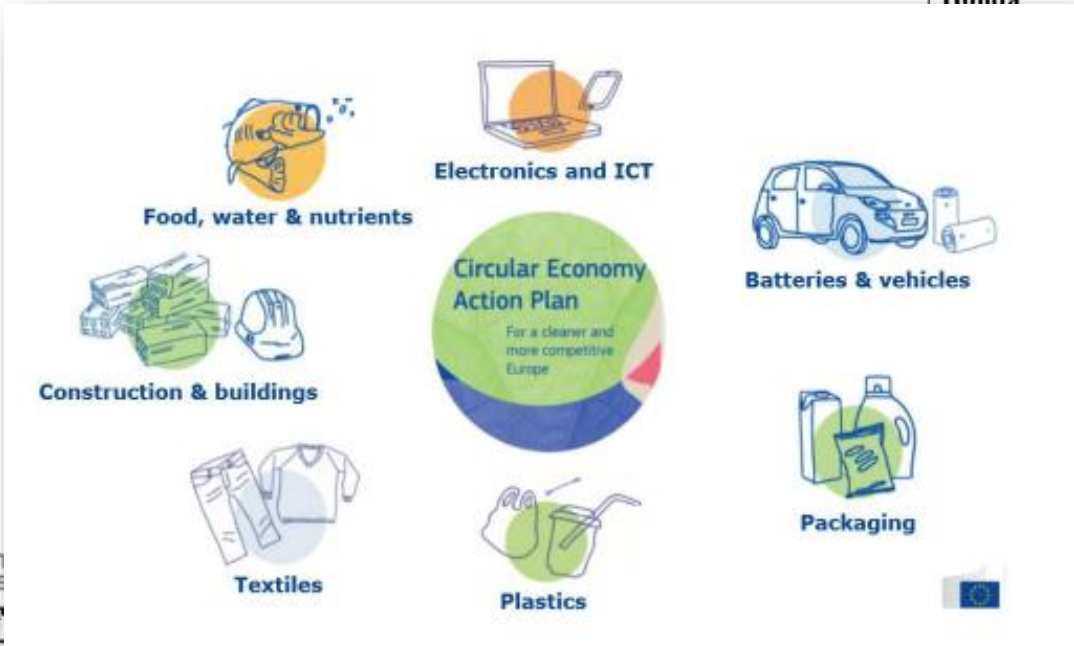 Electronics and ICT
Food, water & nutrients
Batteries & vehicles
Circular Economy
Action Plan
For a cleaner and
more competitive
Europe
Construction & buildings
Packaging
Textiles
Plastics